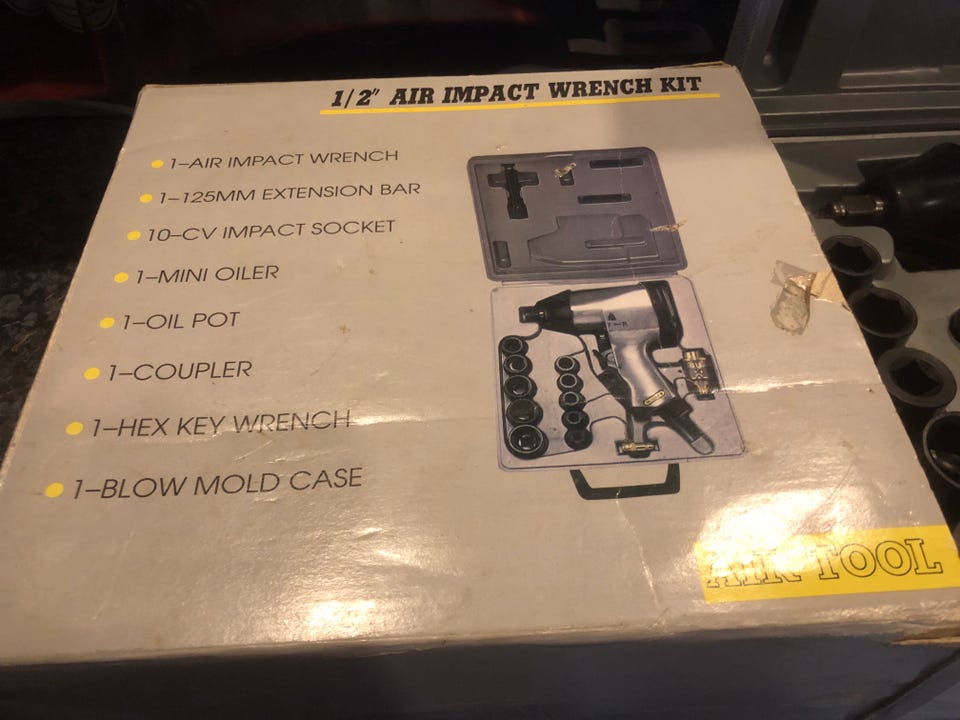 1/2" AIR IMPACT WRENCH KIT
1–AIR IMPACT WRENCH
1–125MM EXTENSION BAR
10–CV IMPACT SOCKET
1–MINI OILER
1–OIL POT
1–COUPLER
1–HEX KEY WRENCH
1–BLOW MOLD CASE
AIR TOOL